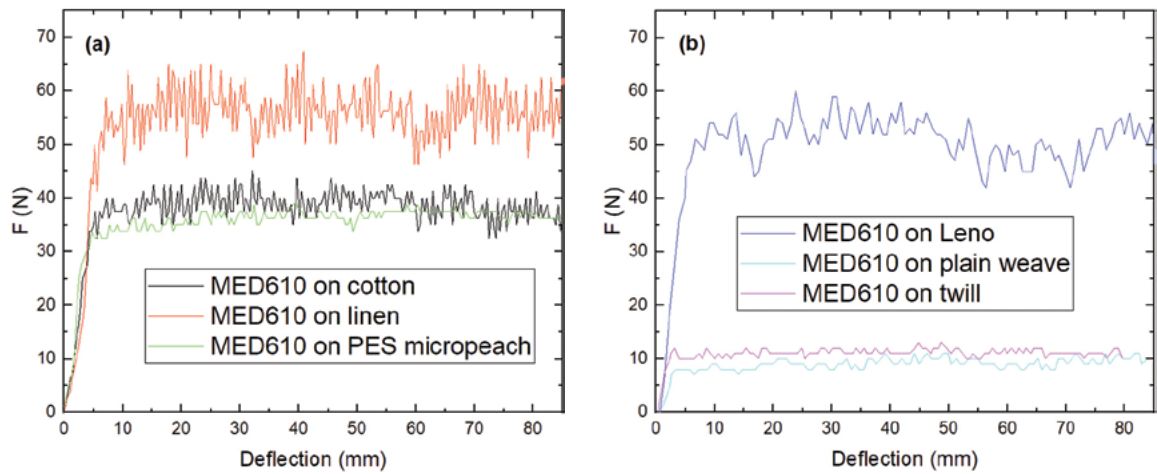 (a)
70
60
50
40
30
20
10
0
F (N)
MED610 on cotton
MED610 on linen
MED610 on PES micropeach
0 10 20 30 40 50 60 70 80
Deflection (mm)
(b)
70
60
50
40
30
20
10
0
F (N)
MED610 on Leno
MED610 on plain weave
MED610 on twill
0 10 20 30 40 50 60 70 80
Deflection (mm)